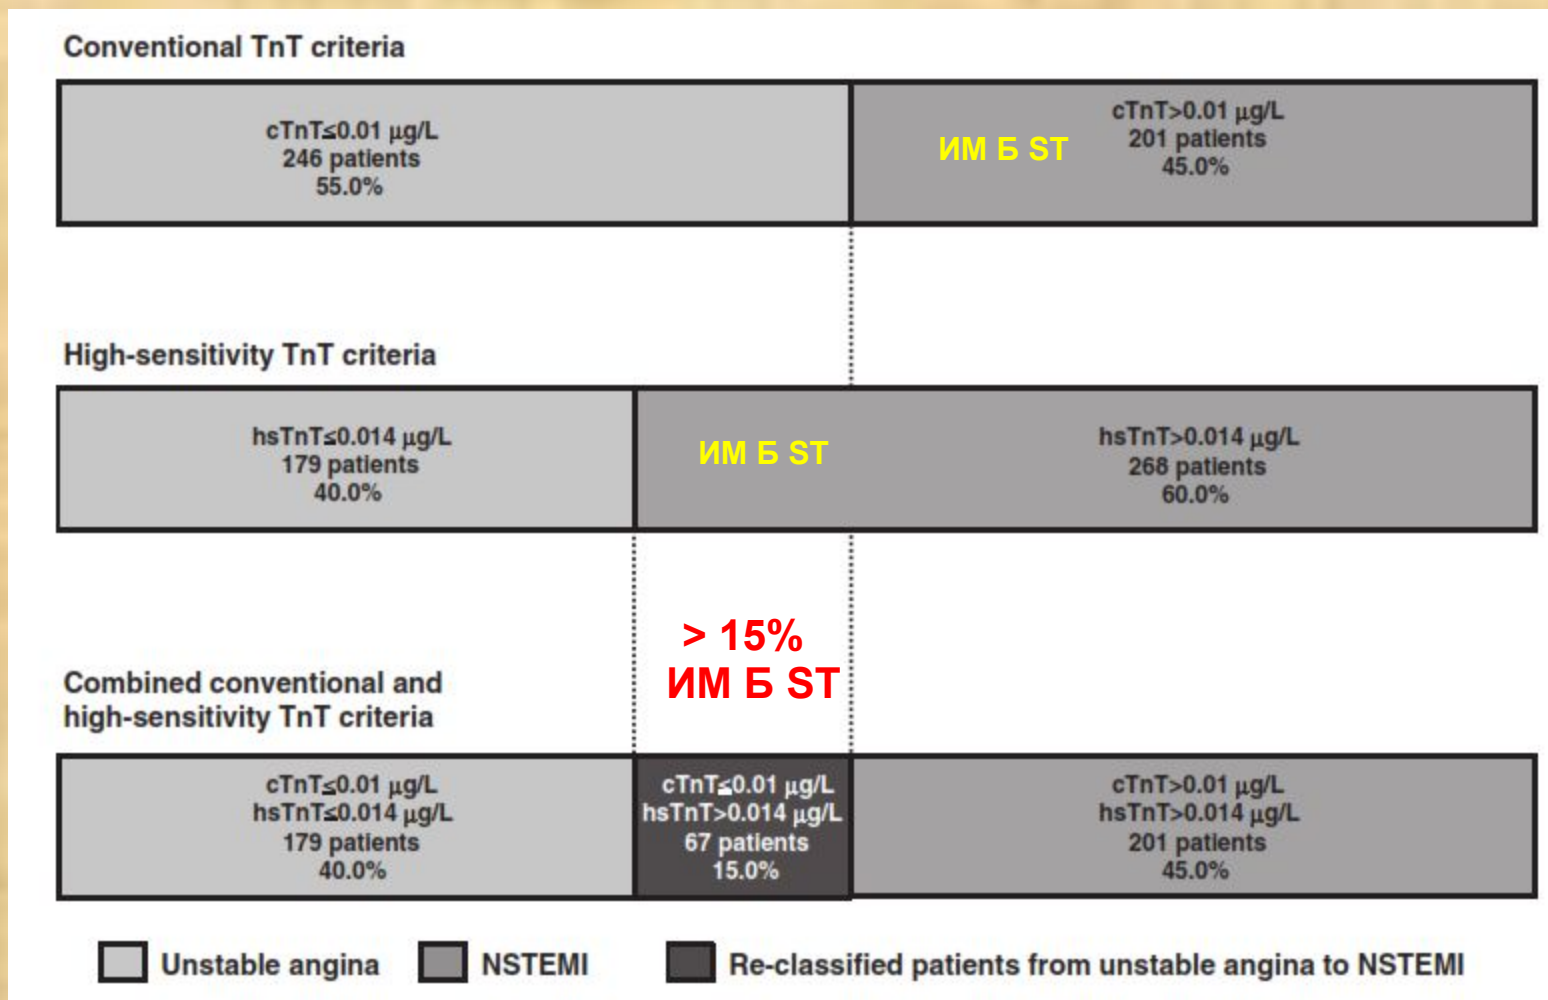 Conventional TnT criteria
cTnT≤0.01 μg/L
246 patients
55.0%
ИМ Б ST
cTnT>0.01 μg/L
201 patients
45.0%
High-sensitivity TnT criteria
hsTnT≤0.014 μg/L
179 patients
40.0%
ИМ Б ST
hsTnT>0.014 μg/L
268 patients
60.0%
> 15%
ИМ Б ST
Combined conventional and
high-sensitivity TnT criteria
cTnT≤0.01 μg/L
hsTnT≤0.014 μg/L
179 patients
40.0%
cTnT≤0.01 μg/L
hsTnT>0.014 μg/L
67 patients
15.0%
cTnT>0.01 μg/L
hsTnT>0.014 μg/L
201 patients
45.0%
Unstable angina
NSTEMI
Re-classified patients from unstable angina to NSTEMI